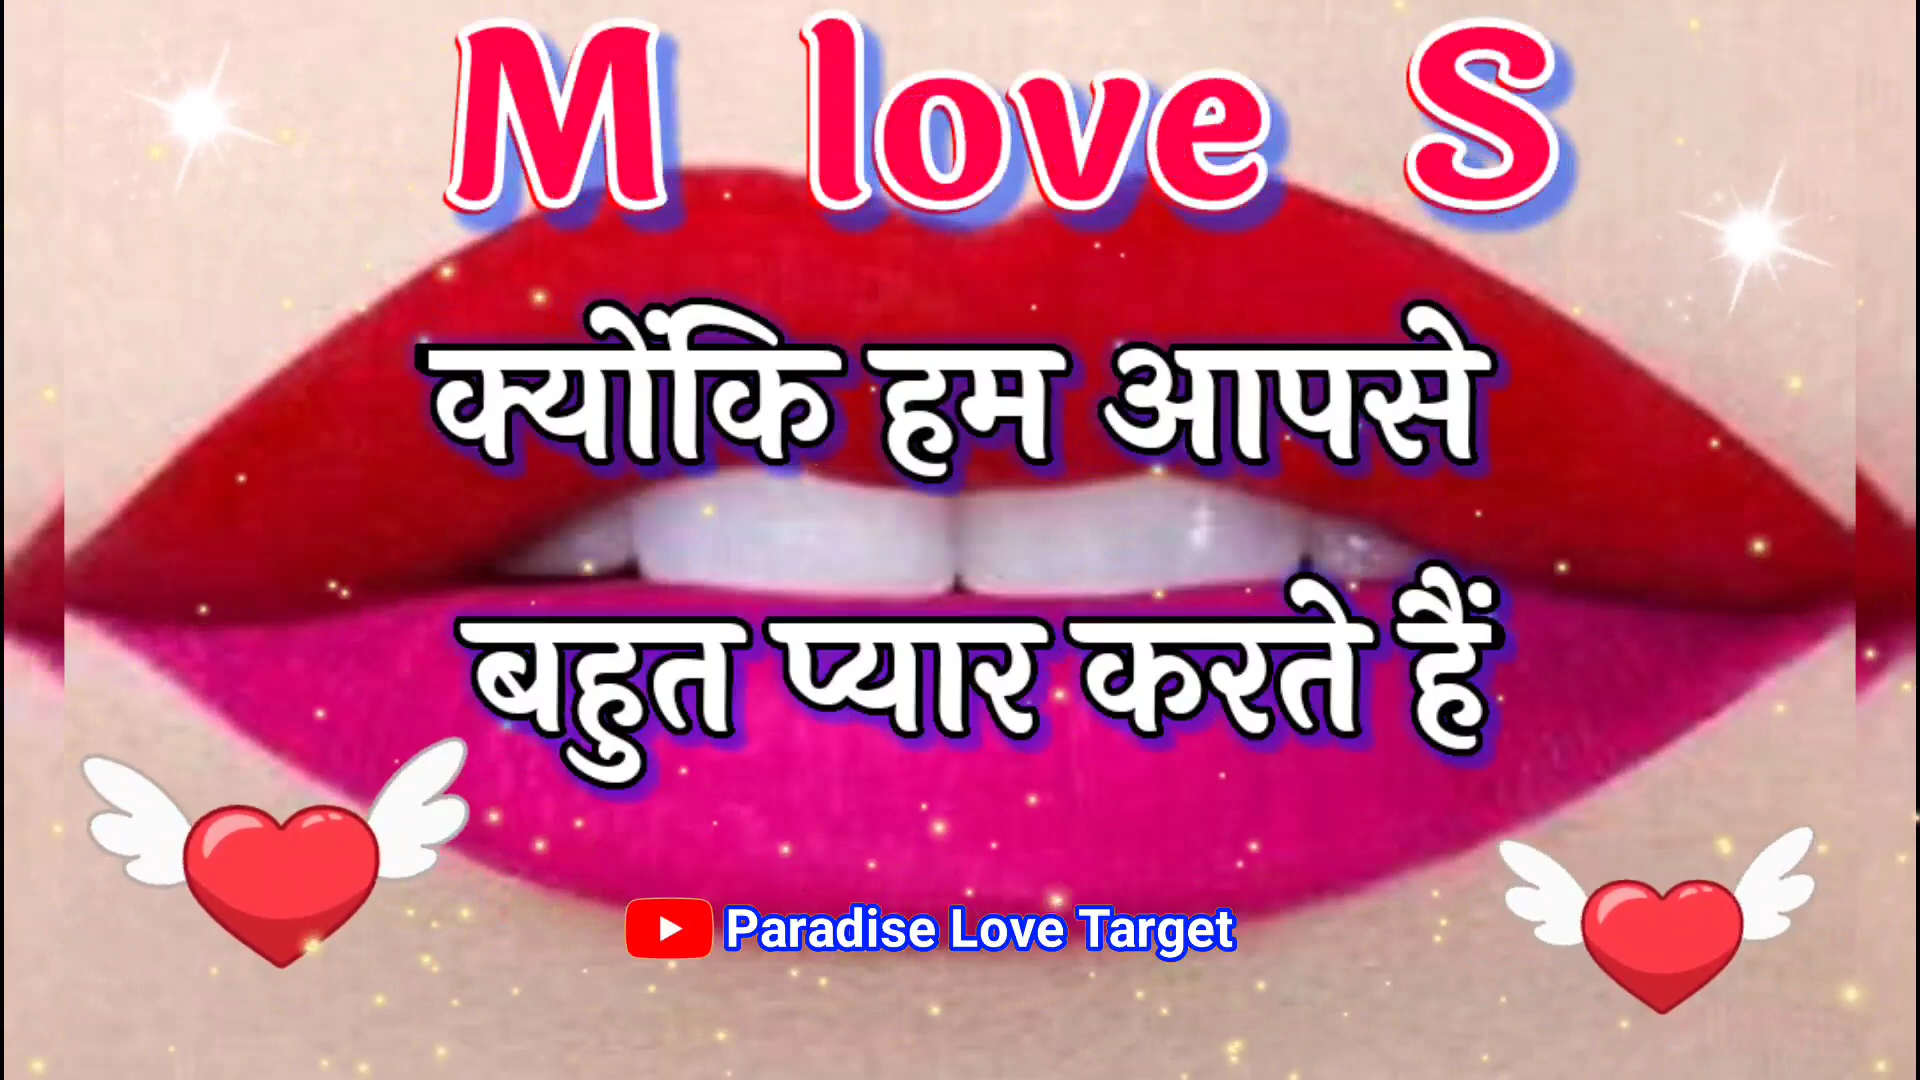 M love S
क्योंकि हम आपसे
बहुत प्यार करते हैं
Paradise Love Target